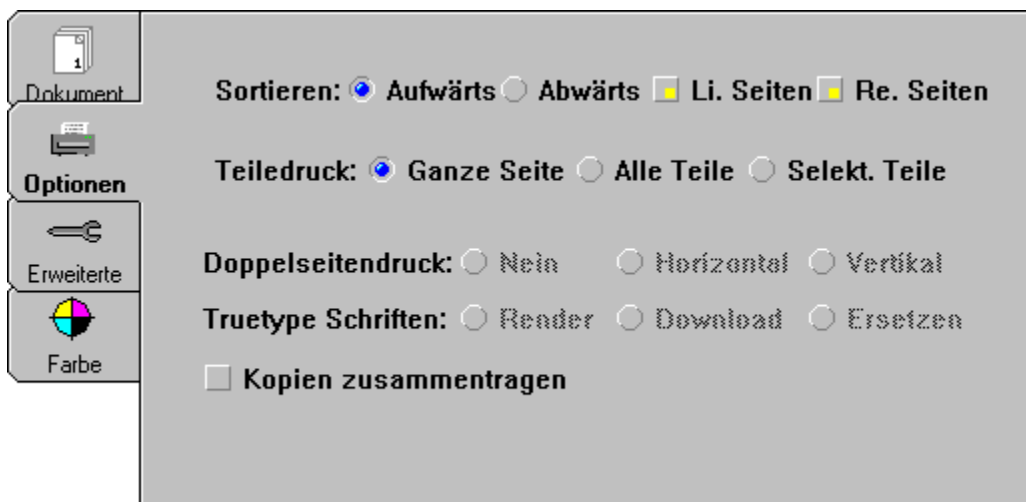 1
Dokument
Optionen
Erweiterte
Farbe
Sortieren: Aufwärts Abwärts Li. Seiten Re. Seiten
Teiledruck: Ganze Seite Alle Teile Selekt. Teile
Doppelseitendruck: Nein Horizontal Vertikal
Truetype Schriften: Render Download Ersetzen
Kopien zusammentragen